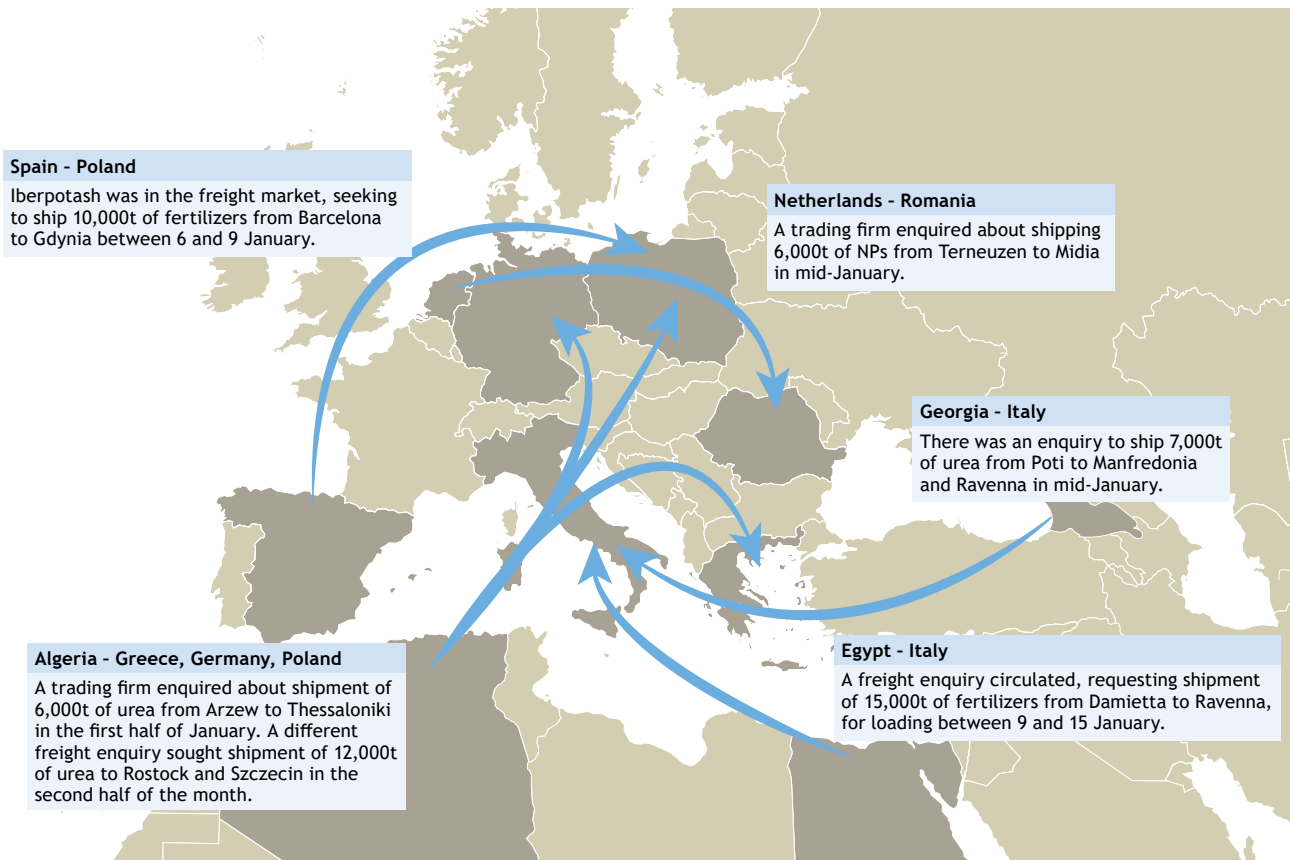 Spain - Poland
Iberpotash was in the freight market, seeking
to ship 10,000t of fertilizers from Barcelona
to Gdynia between 6 and 9 January.
Netherlands - Romania
A trading firm enquired about shipping
6,000t of NPs from Terneuzen to Midia
in mid-January.
Georgia - Italy
There was an enquiry to ship 7,000t
of urea from Poti to Manfredonia
and Ravenna in mid-January.
Algeria - Greece, Germany, Poland
A trading firm enquired about shipment of
6,000t of urea from Arzew to Thessaloniki
in the first half of January. A different
freight enquiry sought shipment of 12,000t
of urea to Rostock and Szczecin in the
second half of the month.
Egypt - Italy
A freight enquiry circulated, requesting shipment
of 15,000t of fertilizers from Damietta to Ravenna,
for loading between 9 and 15 January.